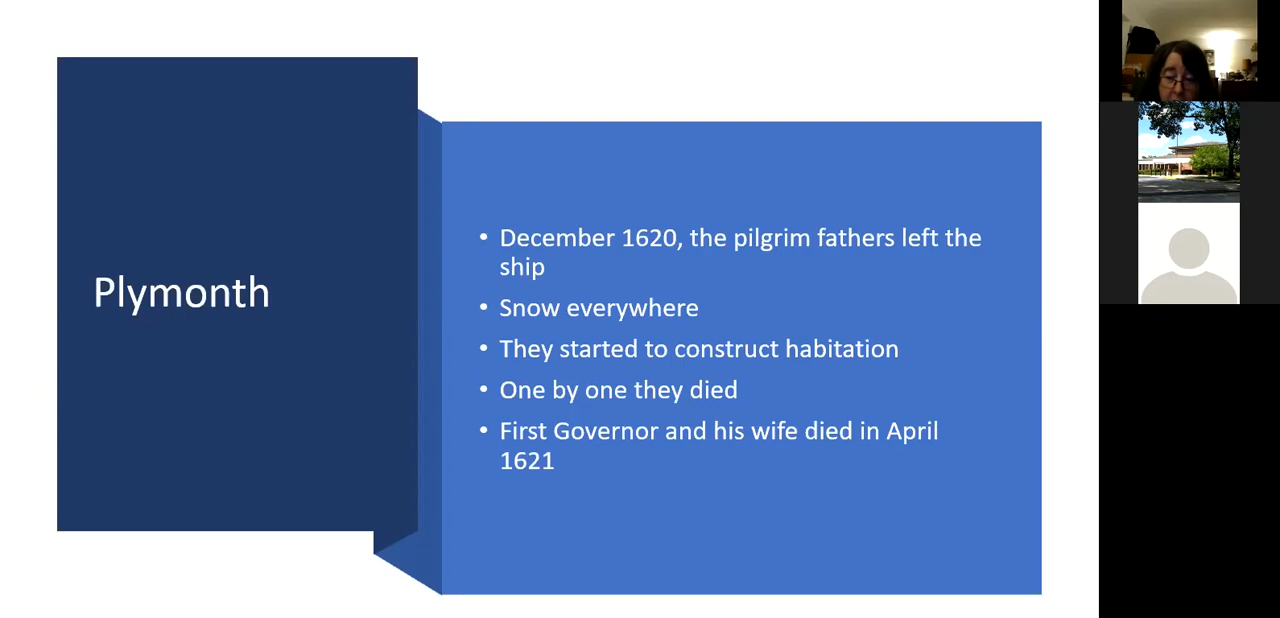 Plymonth
• December 1620, the pilgrim fathers left the
ship
• Snow everywhere
• They started to construct habitation
• One by one they died
• First Governor and his wife died in April
1621